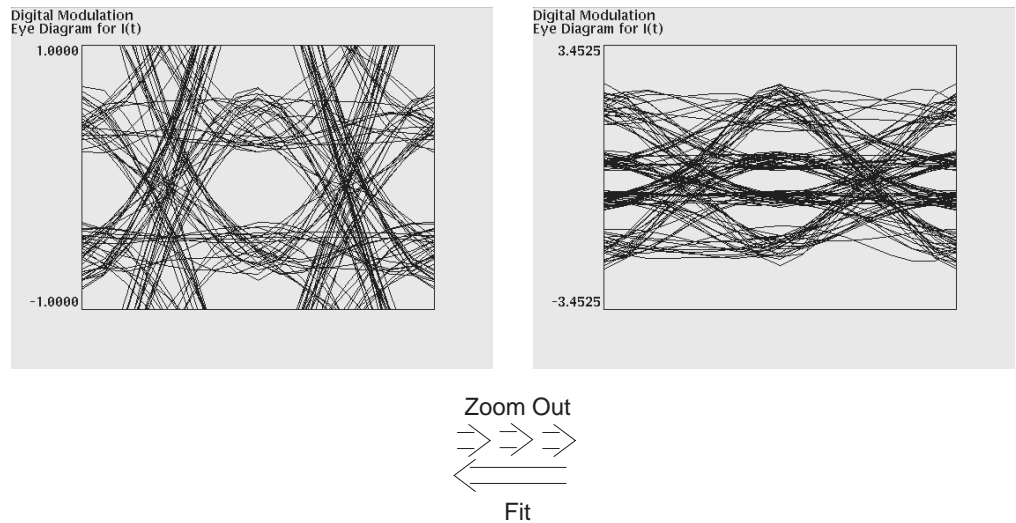 Digital Modulation
Eye Diagram for I(t)
1.0000
-1.0000
Digital Modulation
Eye Diagram for I(t)
3.4525
-3.4525
Zoom Out
Fit